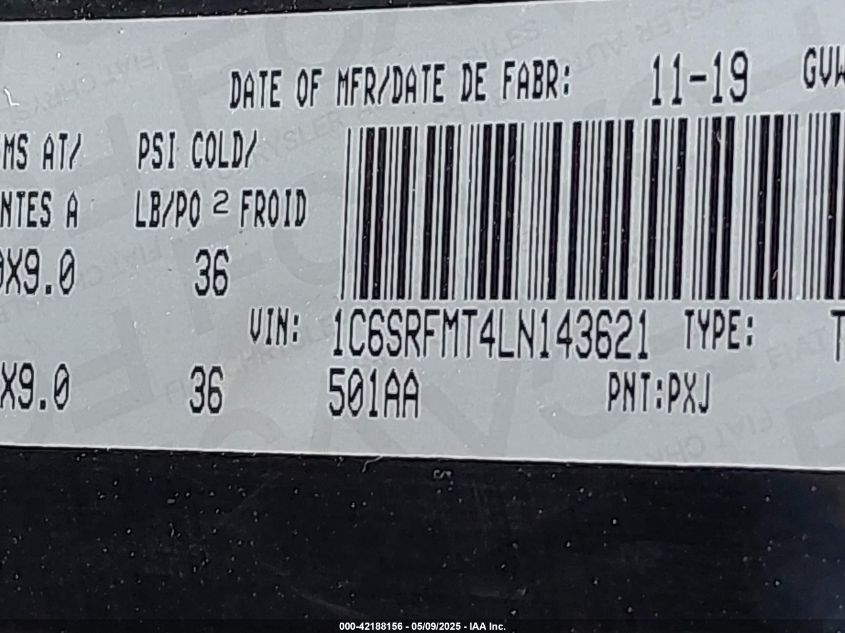 DATE OF MFR/DATE DE FABR: 11-19 GVW
MS AT/ PSI COLD/
NTES A LB/PO 2 FROID
X9.0 36
VIN: 1C6SRFMT4LN143621 TYPE: T
X9.0 36 501AA PNT:PXJ
000-42188156 - 05/09/2025 - IAA Inc.